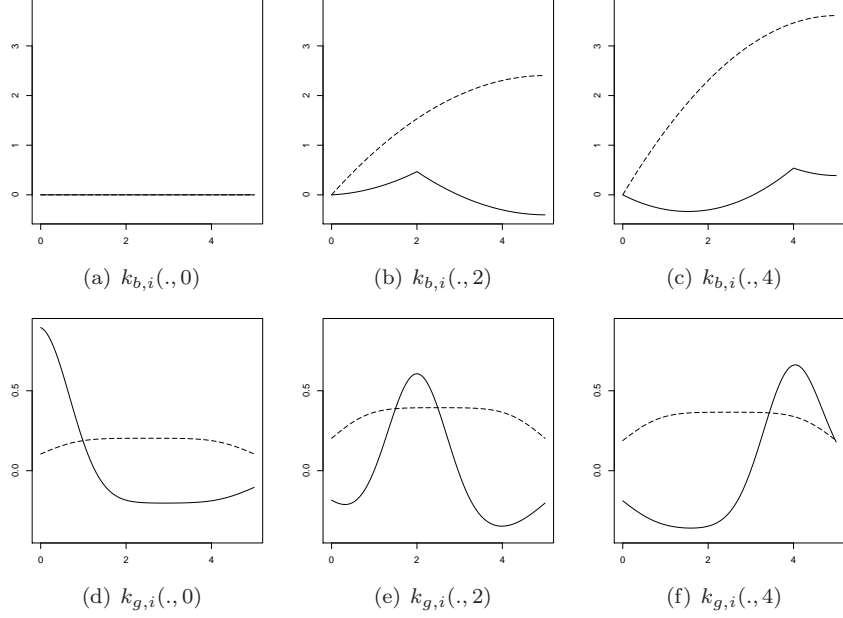 0 1 2 3
0 2 4
0 1 2 3
0 2 4
0 1 2 3
0 2 4
(a) k_{b,i}(., 0)
(b) k_{b,i}(., 2)
(c) k_{b,i}(., 4)
0.0 0.5
0 2 4
0.0 0.5
0 2 4
0.0 0.5
0 2 4
(d) k_{g,i}(., 0)
(e) k_{g,i}(., 2)
(f) k_{g,i}(., 4)